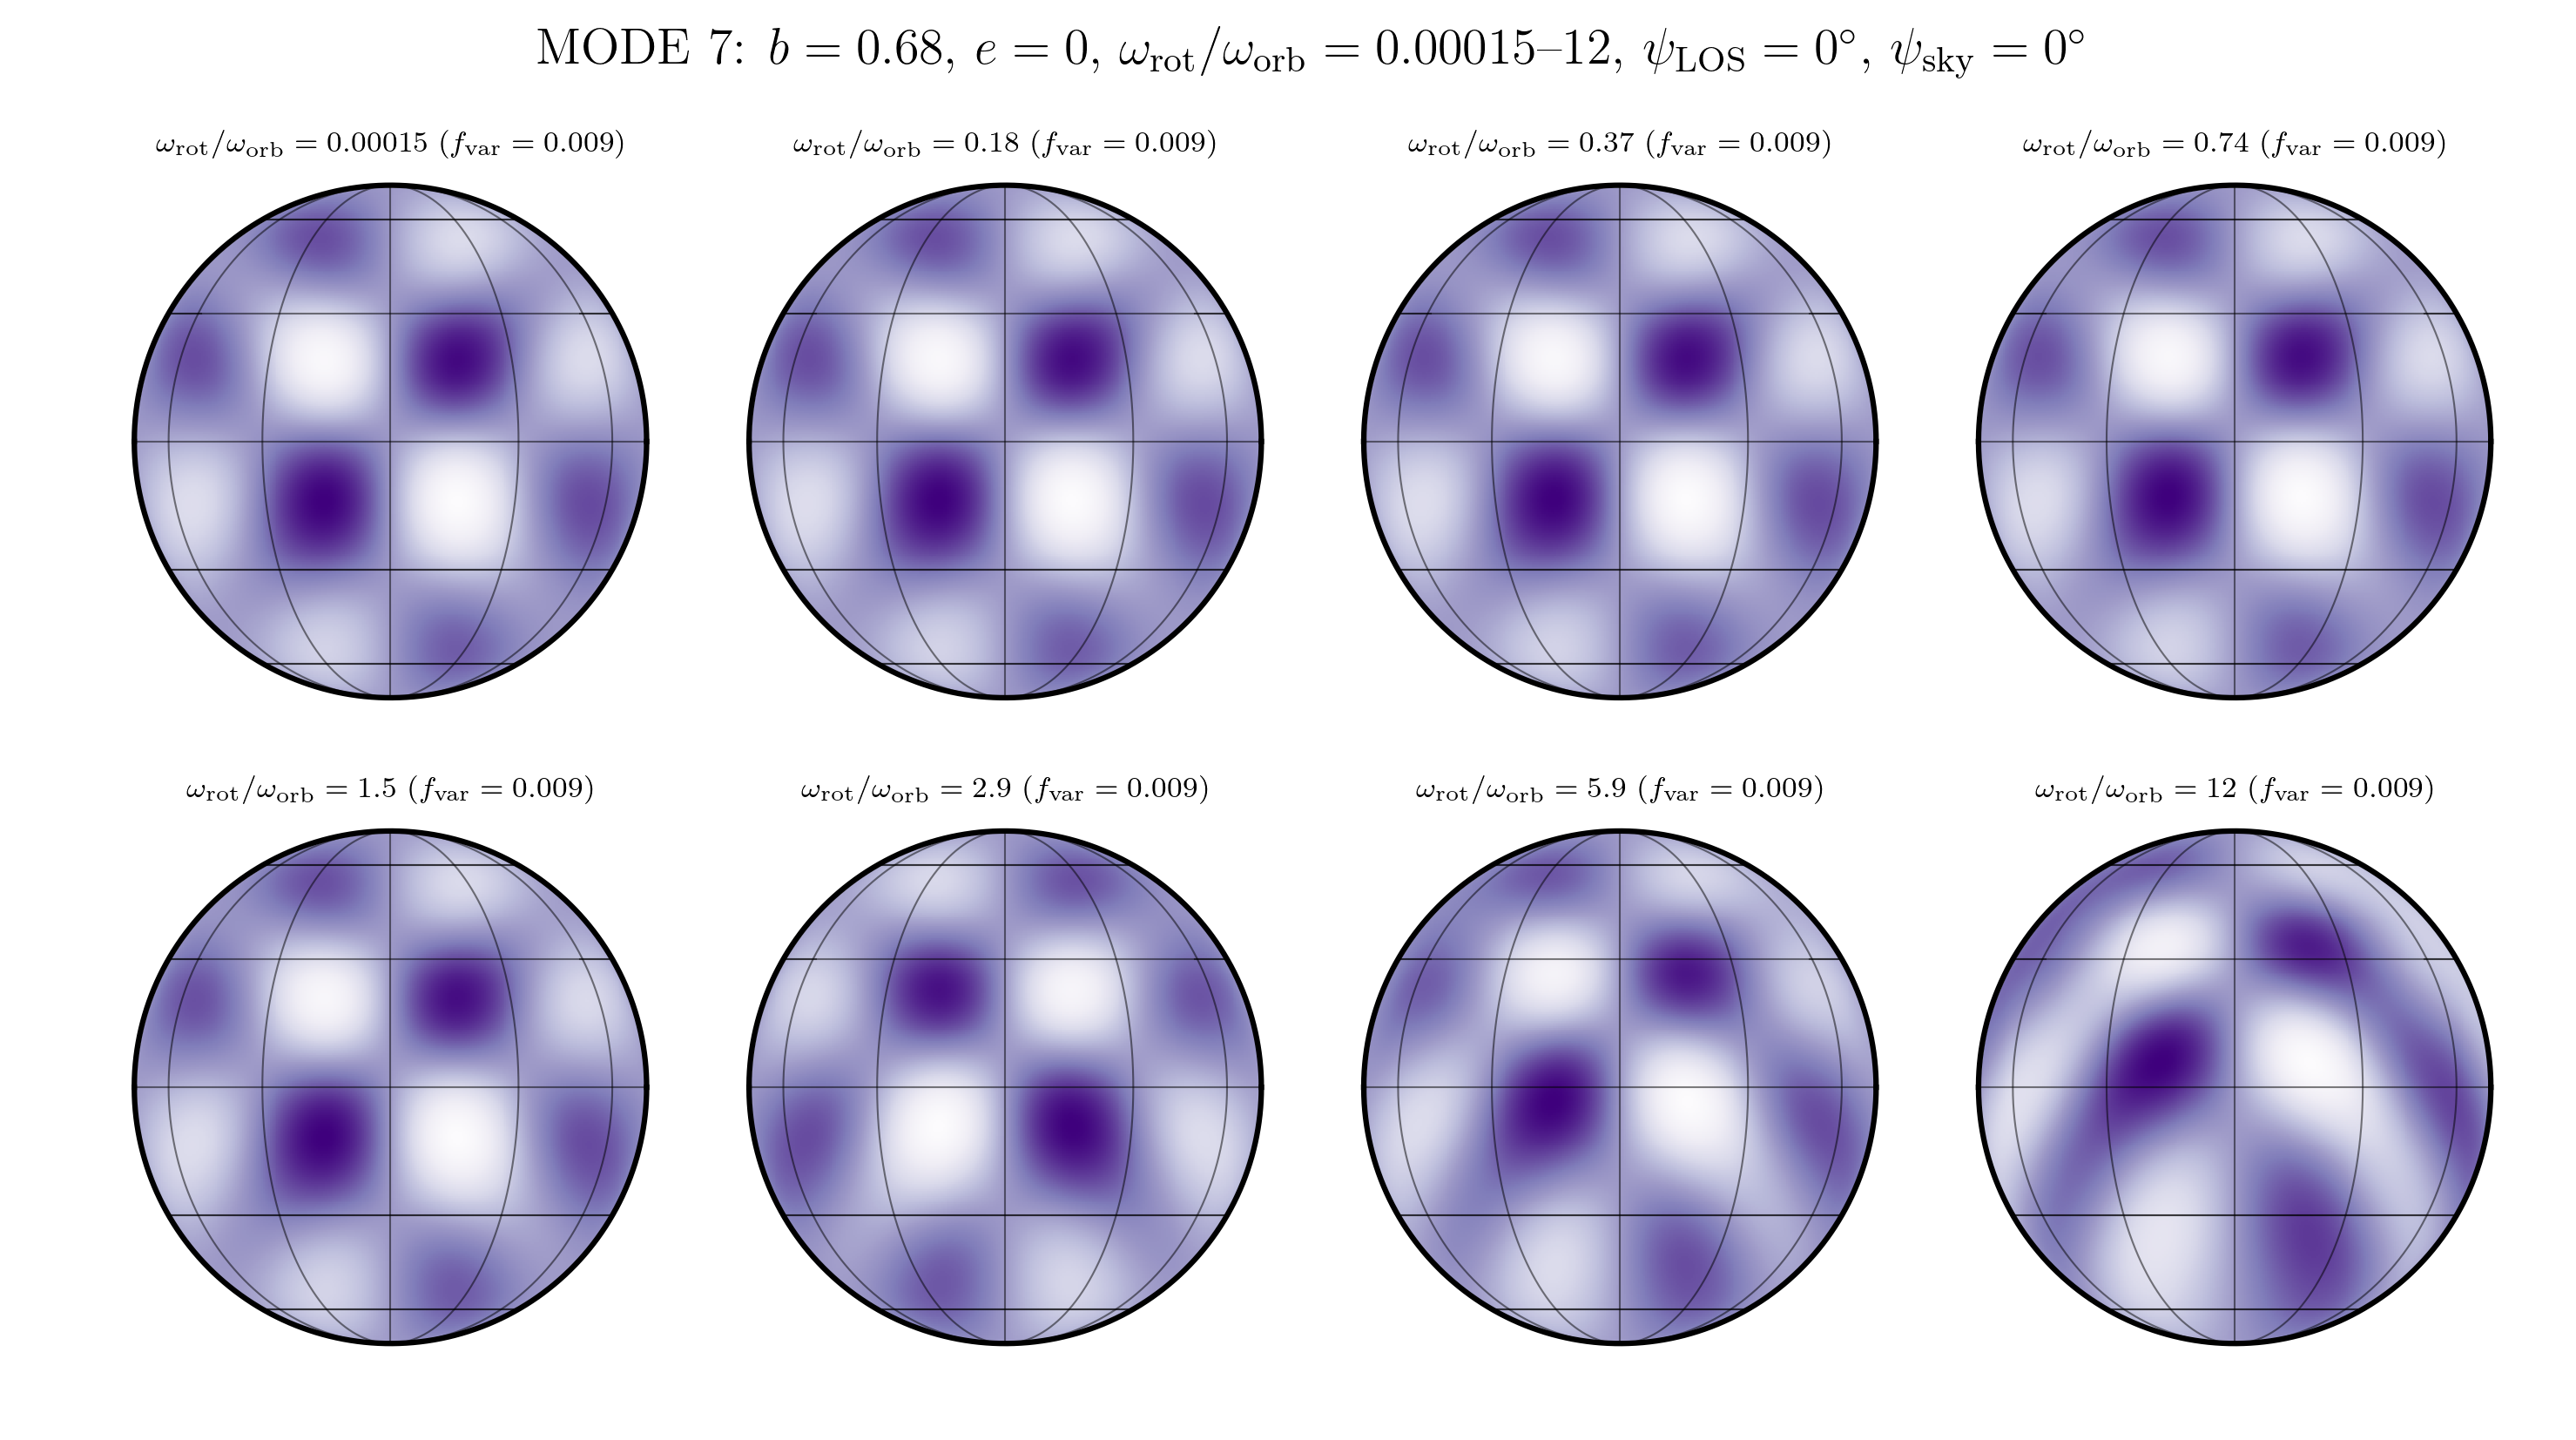 MODE 7: b = 0.68, e = 0, ω_rot/ω_orb = 0.00015–12, ψ_LOS = 0°, ψ_sky = 0°
ω_rot/ω_orb = 0.00015 (f_var = 0.009)
ω_rot/ω_orb = 0.18 (f_var = 0.009)
ω_rot/ω_orb = 0.37 (f_var = 0.009)
ω_rot/ω_orb = 0.74 (f_var = 0.009)
ω_rot/ω_orb = 1.5 (f_var = 0.009)
ω_rot/ω_orb = 2.9 (f_var = 0.009)
ω_rot/ω_orb = 5.9 (f_var = 0.009)
ω_rot/ω_orb = 12 (f_var = 0.009)